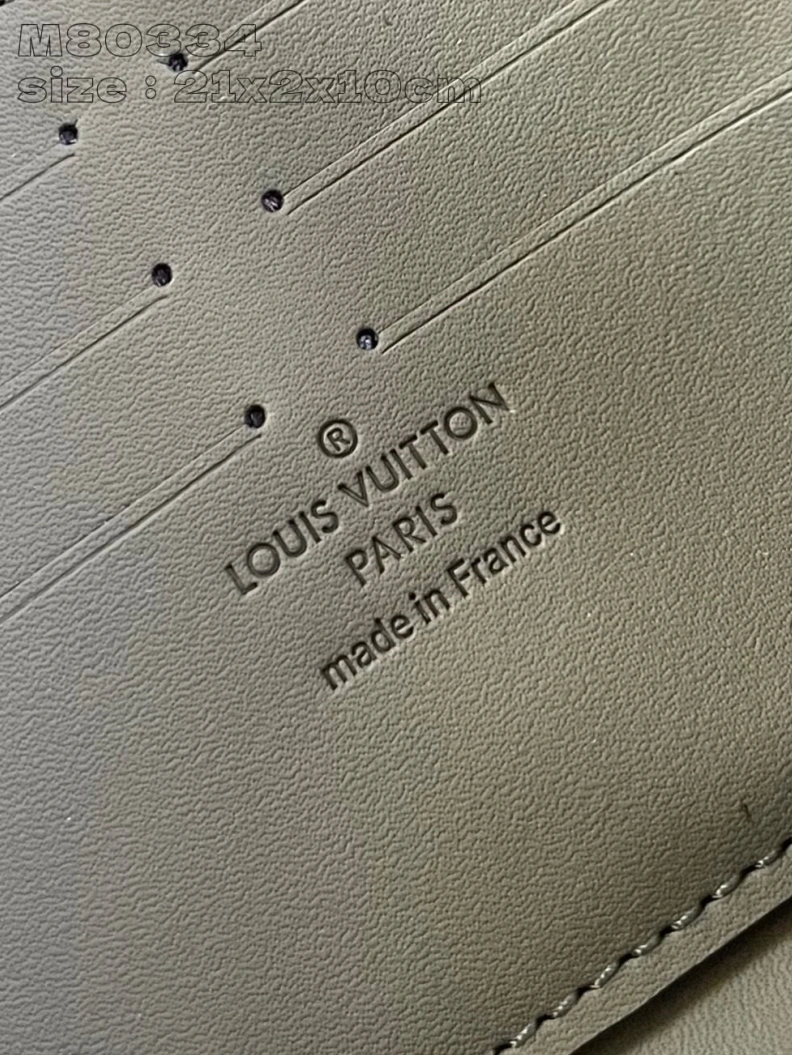 M80334
size : 21x2x10cm
®
LOUIS VUITTON
PARIS
made in France